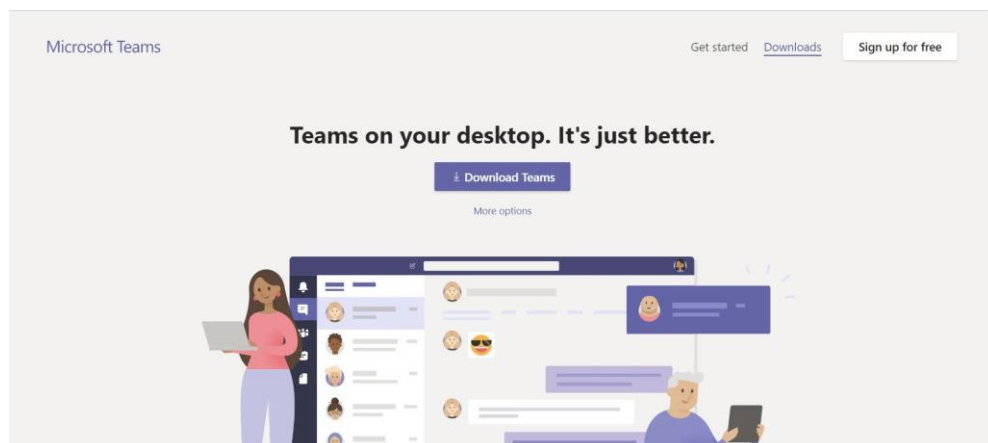 Microsoft Teams
Get started Downloads Sign up for free
Teams on your desktop. It's just better.
Download Teams
More options